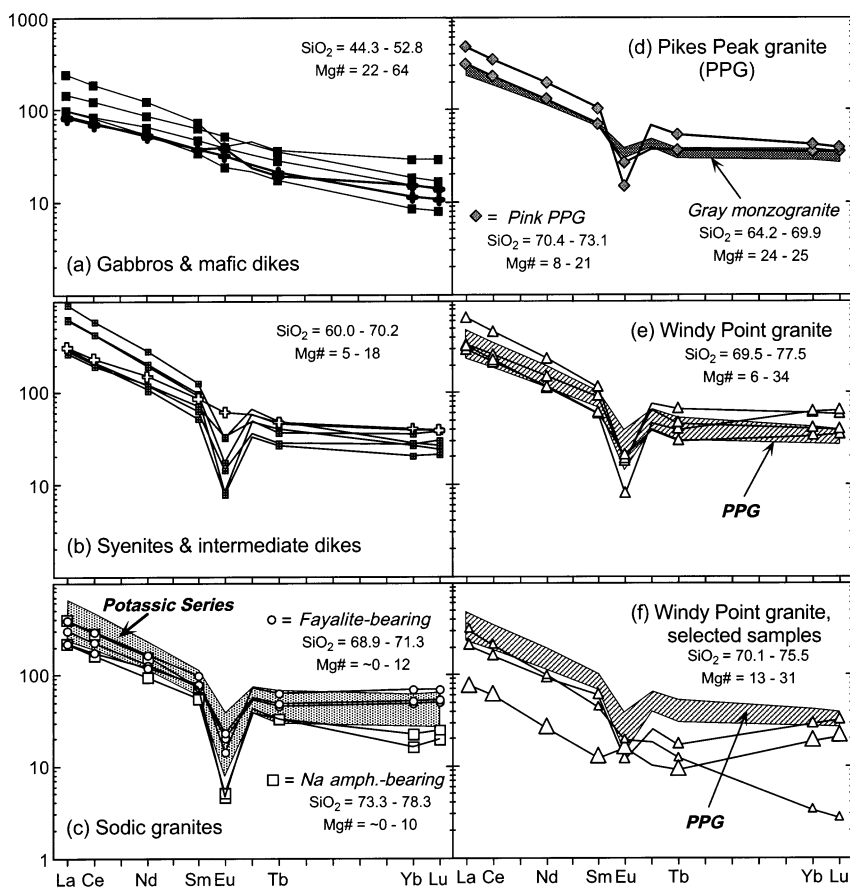 1000
100
10
SiO2 = 44.3 - 52.8
Mg# = 22 - 64
(a) Gabbros & mafic dikes
(d) Pikes Peak granite
(PPG)
= Pink PPG
SiO2 = 70.4 - 73.1
Mg# = 8 - 21
Gray monzogranite
SiO2 = 64.2 - 69.9
Mg# = 24 - 25
100
10
SiO2 = 60.0 - 70.2
Mg# = 5 - 18
(b) Syenites & intermediate dikes
(e) Windy Point granite
SiO2 = 69.5 - 77.5
Mg# = 6 - 34
PPG
100
10
1
Potassic Series
= Fayalite-bearing
SiO2 = 68.9 - 71.3
Mg# = ~0 - 12
= Na amph.-bearing
SiO2 = 73.3 - 78.3
Mg# = ~0 - 10
(c) Sodic granites
(f) Windy Point granite,
selected samples
SiO2 = 70.1 - 75.5
Mg# = 13 - 31
PPG
La Ce Nd Sm Eu Tb Yb Lu
La Ce Nd Sm Eu Tb Yb Lu